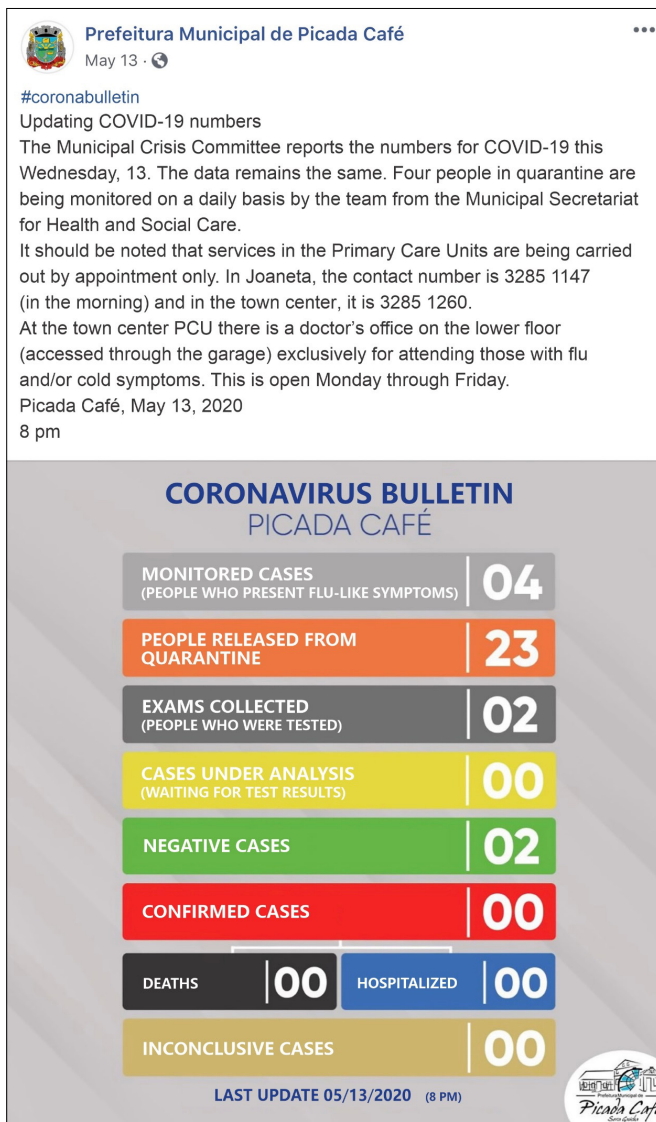 Prefeitura Municipal de Picada Café
May 13 ·
#coronabulletin
Updating COVID-19 numbers
The Municipal Crisis Committee reports the numbers for COVID-19 this
Wednesday, 13. The data remains the same. Four people in quarantine are
being monitored on a daily basis by the team from the Municipal Secretariat
for Health and Social Care.
It should be noted that services in the Primary Care Units are being carried
out by appointment only. In Joaneta, the contact number is 3285 1147
(in the morning) and in the town center, it is 3285 1260.
At the town center PCU there is a doctor’s office on the lower floor
(accessed through the garage) exclusively for attending those with flu
and/or cold symptoms. This is open Monday through Friday.
Picada Café, May 13, 2020
8 pm
CORONAVIRUS BULLETIN
PICADA CAFÉ
MONITORED CASES
(PEOPLE WHO PRESENT FLU-LIKE SYMPTOMS) 04
PEOPLE RELEASED FROM
QUARANTINE 23
EXAMS COLLECTED
(PEOPLE WHO WERE TESTED) 02
CASES UNDER ANALYSIS
(WAITING FOR TEST RESULTS) 00
NEGATIVE CASES 02
CONFIRMED CASES 00
DEATHS 00 HOSPITALIZED 00
INCONCLUSIVE CASES 00
LAST UPDATE 05/13/2020 (8 PM)
Prefeitura Municipal de
Picada Café